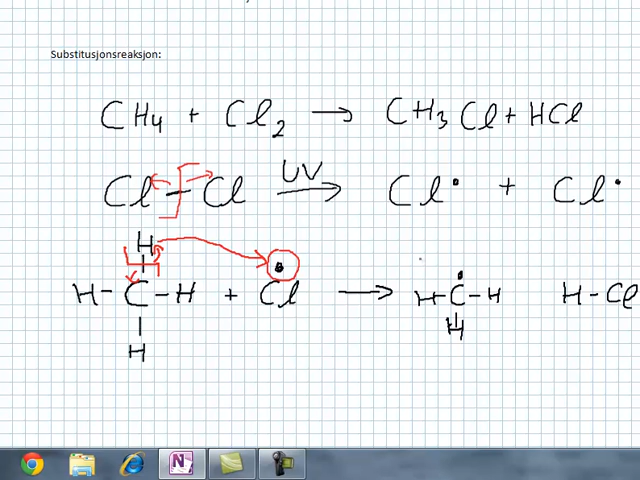 Substitusjonsreaksjon:
CH₄ + Cl₂ → CH₃Cl + HCl
Cl – Cl UV → Cl• + Cl•
H
H – C – H + Cl• → H – C• – H H – Cl
H H